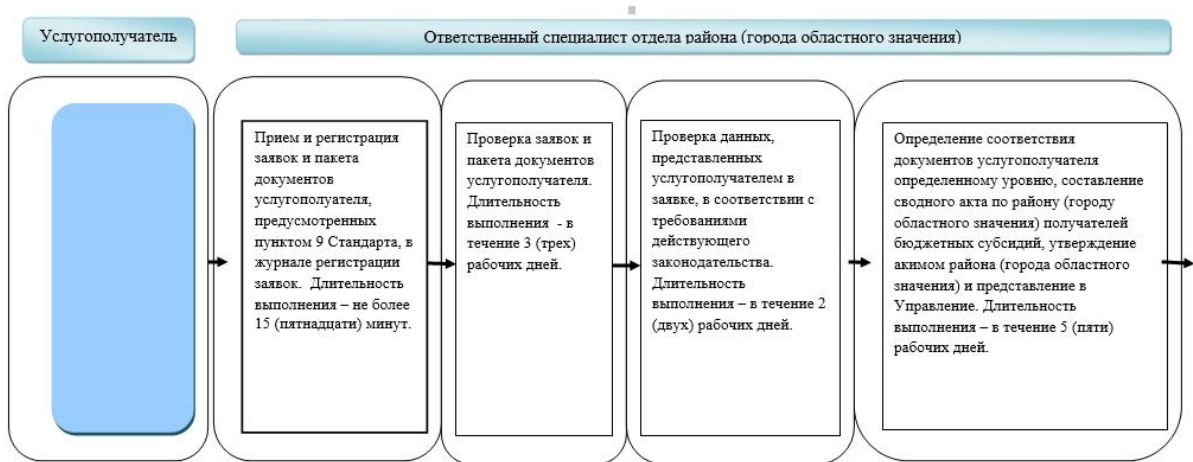 Услугополучатель
Ответственный специалист отдела района (города областного значения)
Прием и регистрация
заявок и пакета
документов
услугополуателя,
предусмотренных
пунктом 9 Стандарта, в
журнале регистрации
заявок. Длительность
выполнения – не более
15 (пятнадцати) минут.
Проверка заявок и
пакета документов
услугополучателя.
Длительность
выполнения - в
течение 3 (трех)
рабочих дней.
Проверка данных,
представленных
услугополучателем в
заявке, в соответствии с
требованиями
действующего
законодательства.
Длительность
выполнения – в течение 2
(двух) рабочих дней.
Определение соответствия
документов услугополучателя
определенному уровню, составление
сводного акта по району (городу
областного значения) получателей
бюджетных субсидий, утверждение
акимом района (города областного
значения) и представление в
Управление. Длительность
выполнения – в течение 5 (пяти)
рабочих дней.